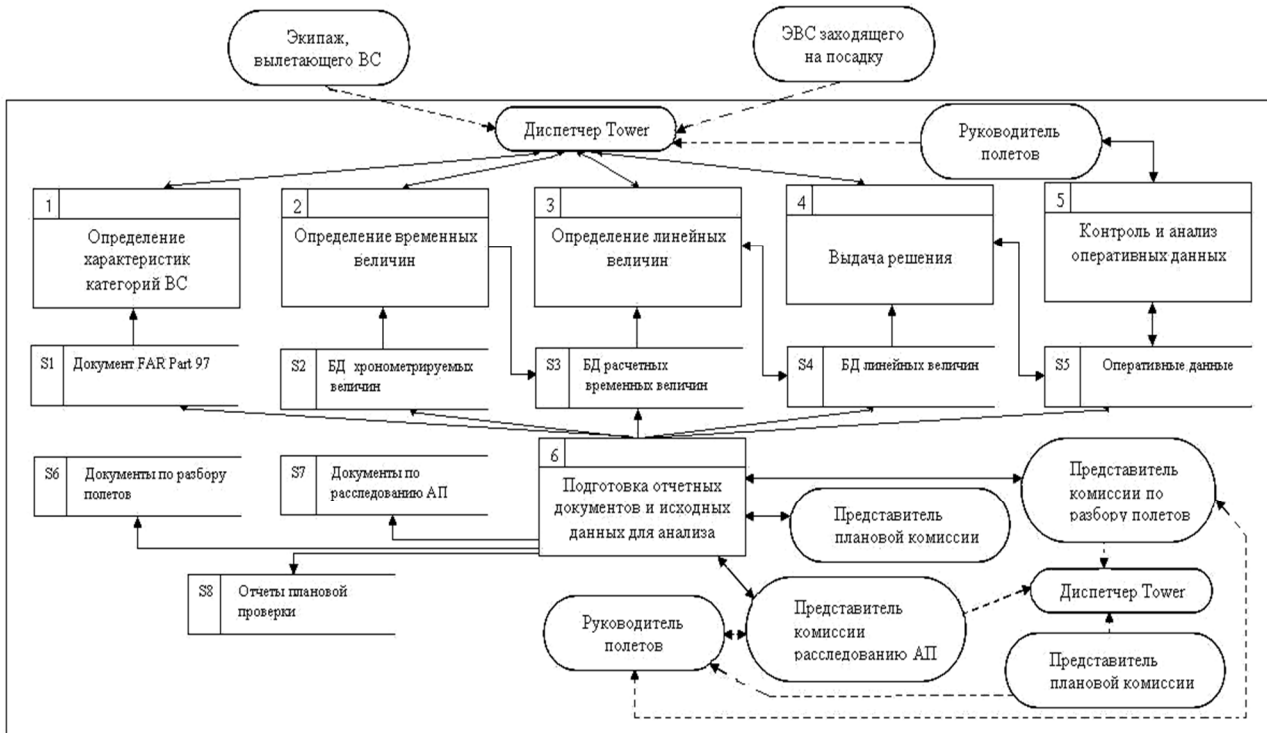 Экипаж,
вылетающего ВС
ЭВС заходящего
на посадку
Диспетчер Tower
Руководитель
полетов
1
Определение
характеристик
категорий ВС
2
Определение временных
величин
3
Определение линейных
величин
4
Выдача решения
5
Контроль и анализ
оперативных данных
S1
Документ FAR Part 97
S2
БД хронометрируемых
величин
S3
БД расчетных
временных величин
S4
БД линейных величин
S5
Оперативные данные
S6
Документы по разбору
полетов
S7
Документы по
расследованию АП
6
Подготовка отчетных
документов и исходных
данных для анализа
Представитель
комиссии по
разбору полетов
Представитель
плановой комиссии
S8
Отчеты плановой
проверки
Диспетчер Tower
Руководитель
полетов
Представитель
комиссии
расследованию АП
Представитель
плановой комиссии